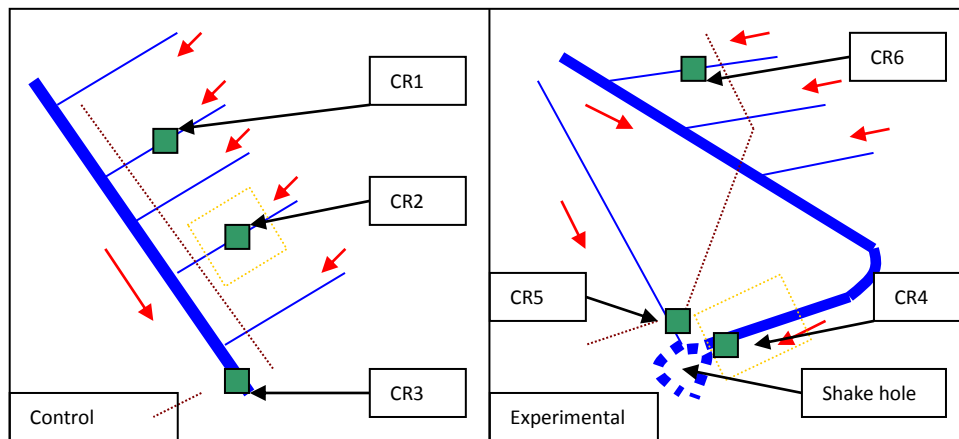 CR1
CR2
CR3
Control
CR6
CR5
CR4
Shake hole
Experimental